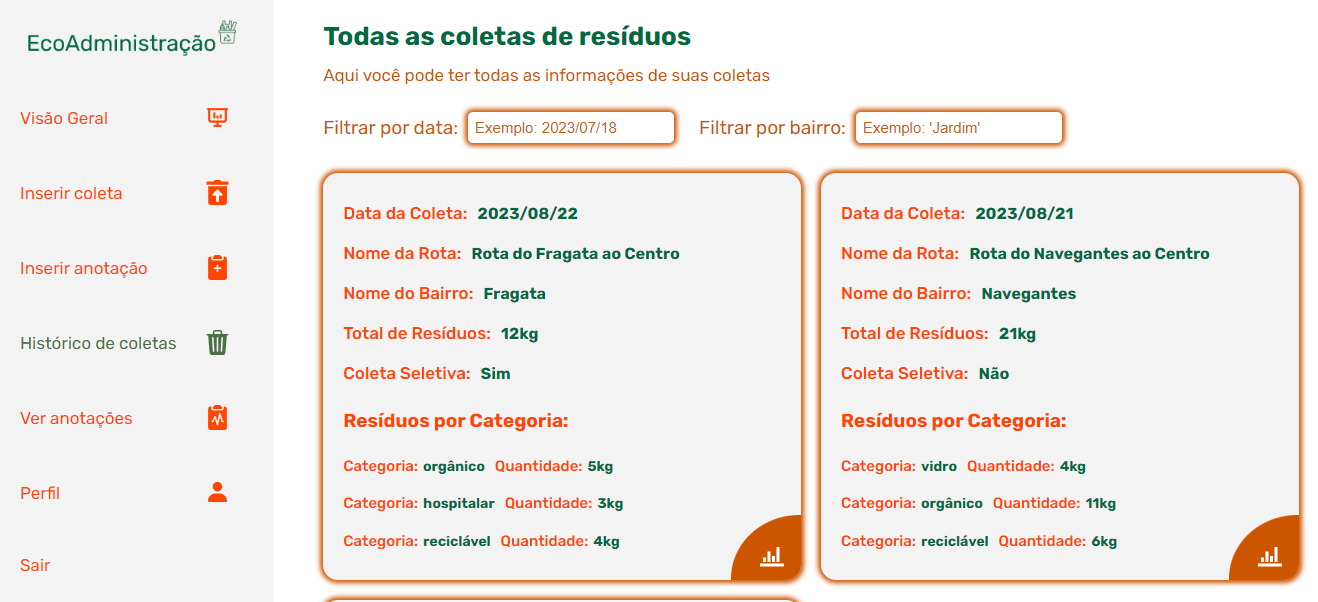 EcoAdministração
Visão Geral
Inserir coleta
Inserir anotação
Histórico de coletas
Ver anotações
Perfil
Sair
Todas as coletas de resíduos
Aqui você pode ter todas as informações de suas coletas
Filtrar por data: Exemplo: 2023/07/18 Filtrar por bairro: Exemplo: 'Jardim'
Data da Coleta: 2023/08/22
Nome da Rota: Rota do Fragata ao Centro
Nome do Bairro: Fragata
Total de Resíduos: 12kg
Coleta Seletiva: Sim
Resíduos por Categoria:
Categoria: orgânico Quantidade: 5kg
Categoria: hospitalar Quantidade: 3kg
Categoria: reciclável Quantidade: 4kg
Data da Coleta: 2023/08/21
Nome da Rota: Rota do Navegantes ao Centro
Nome do Bairro: Navegantes
Total de Resíduos: 21kg
Coleta Seletiva: Não
Resíduos por Categoria:
Categoria: vidro Quantidade: 4kg
Categoria: orgânico Quantidade: 11kg
Categoria: reciclável Quantidade: 6kg